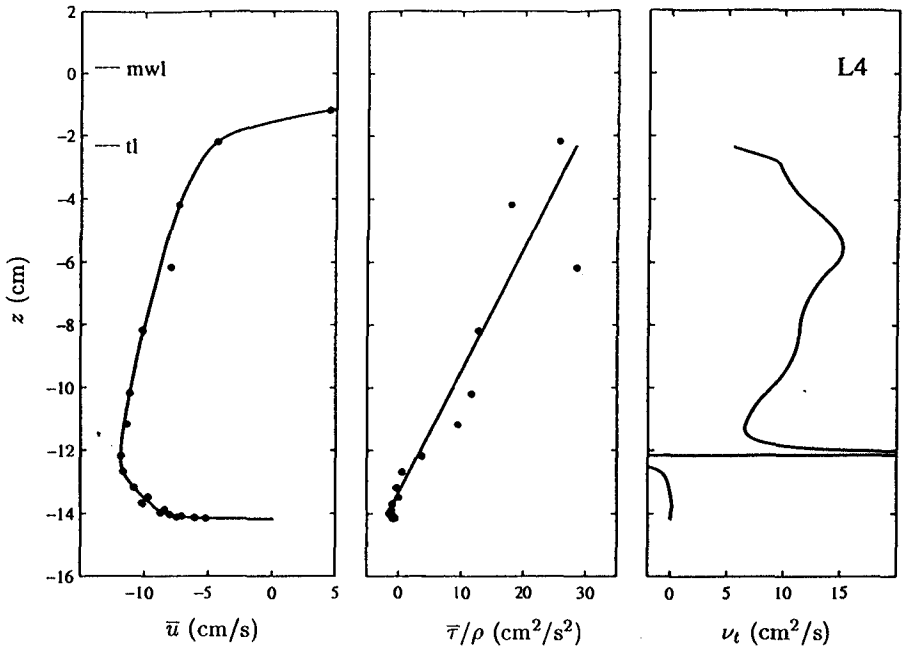 2
0
−2
−4
−6
−8
−10
−12
−14
−16
z (cm)
mwl
tl
L4
−10 −5 0 5
0 10 20 30
0 5 10 15
u̅ (cm/s)
τ̅/ρ (cm²/s²)
νₜ (cm²/s)